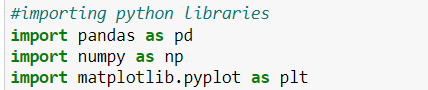 #importing python libraries
import pandas as pd
import numpy as np
import matplotlib.pyplot as plt